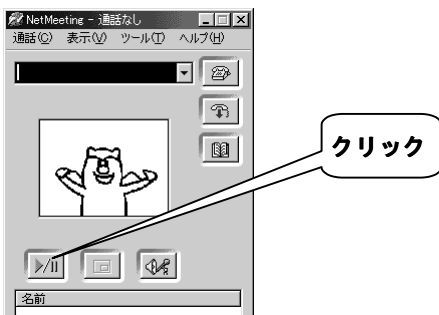 NetMeeting - 通話なし
通話(C) 表示(V) ツール(T) ヘルプ(H)
クリック
名前